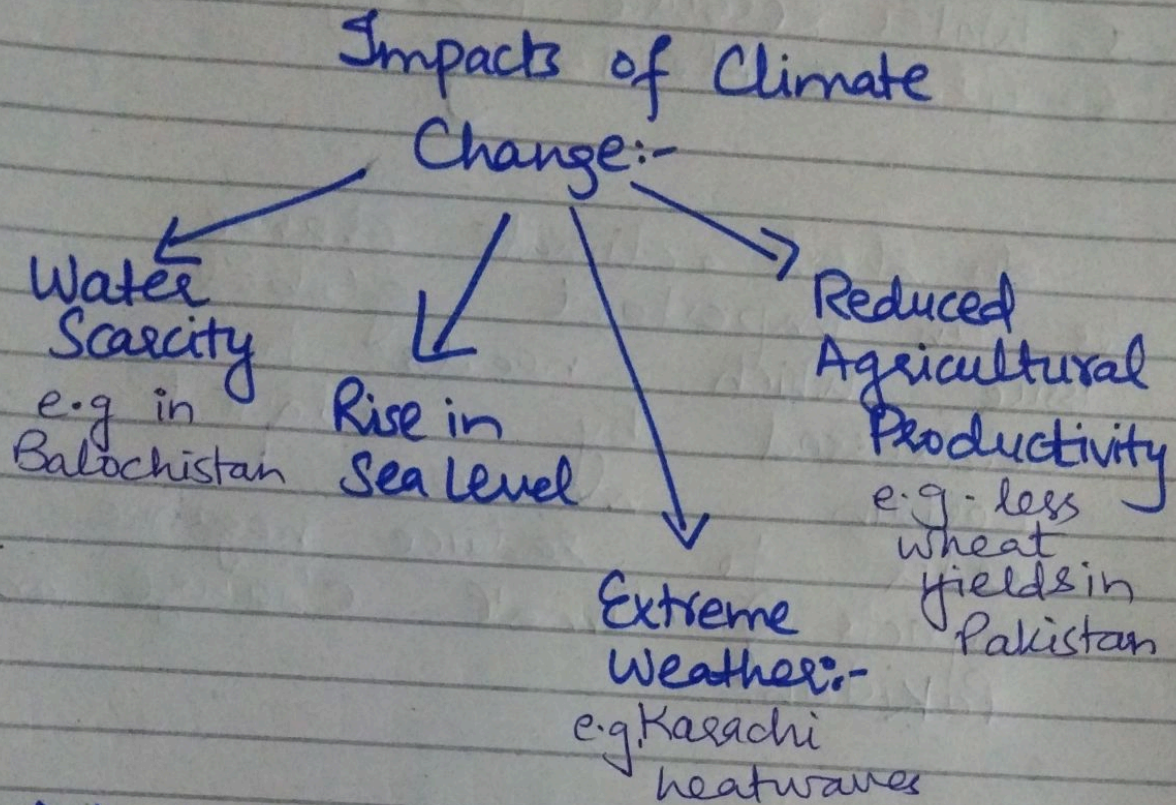 Impacts of Climate
Change:-
Water
Scarcity
e.g in
Balochistan
Rise in
Sea Level
Extreme
Weather:-
e.g. Karachi
heatwaves
Reduced
Agricultural
Productivity
e.g. less
wheat
yields in
Pakistan